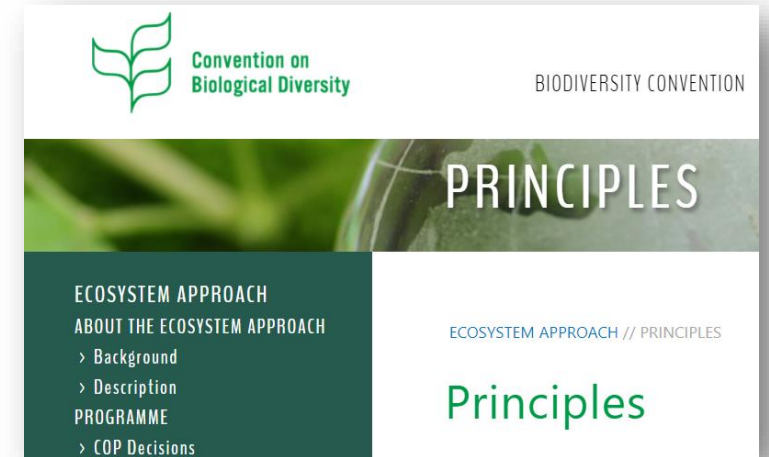 Convention on
Biological Diversity
BIODIVERSITY CONVENTION
PRINCIPLES
ECOSYSTEM APPROACH
ABOUT THE ECOSYSTEM APPROACH
> Background
> Description
PROGRAMME
> COP Decisions
ECOSYSTEM APPROACH // PRINCIPLES
Principles